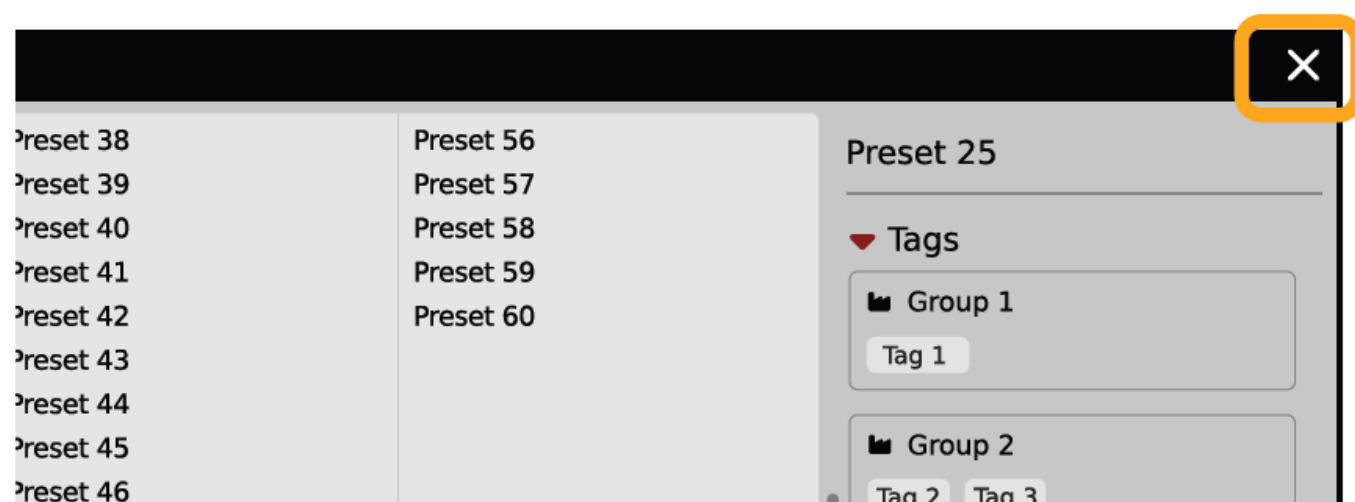 Preset 38
Preset 39
Preset 40
Preset 41
Preset 42
Preset 43
Preset 44
Preset 45
Preset 46
Preset 56
Preset 57
Preset 58
Preset 59
Preset 60
Preset 25
Tags
Group 1
Tag 1
Group 2
Tag 2 Tag 3